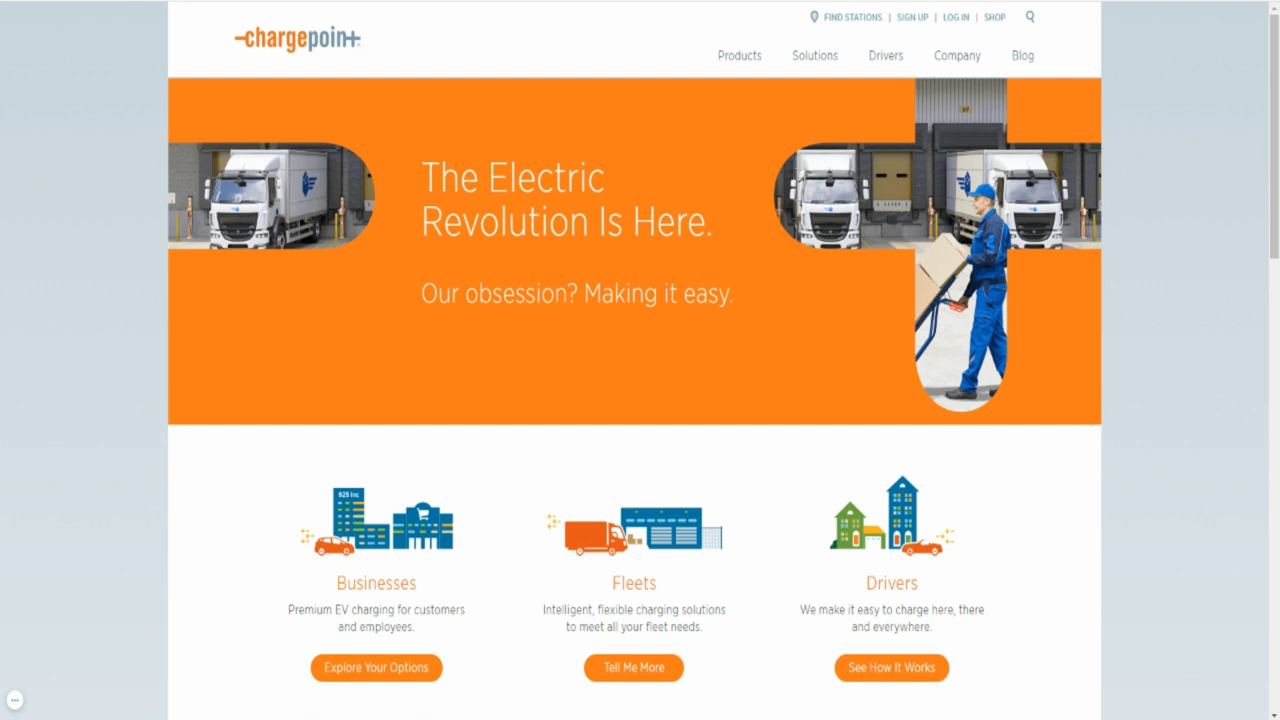 FIND STATIONS | SIGN UP | LOG IN | SHOP
chargepoint
Products Solutions Drivers Company Blog
The Electric
Revolution Is Here.
Our obsession? Making it easy.
925 Inc
Businesses
Premium EV charging for customers
and employees.
Explore Your Options
Fleets
Intelligent, flexible charging solutions
to meet all your fleet needs.
Tell Me More
Drivers
We make it easy to charge here, there
and everywhere.
See How It Works